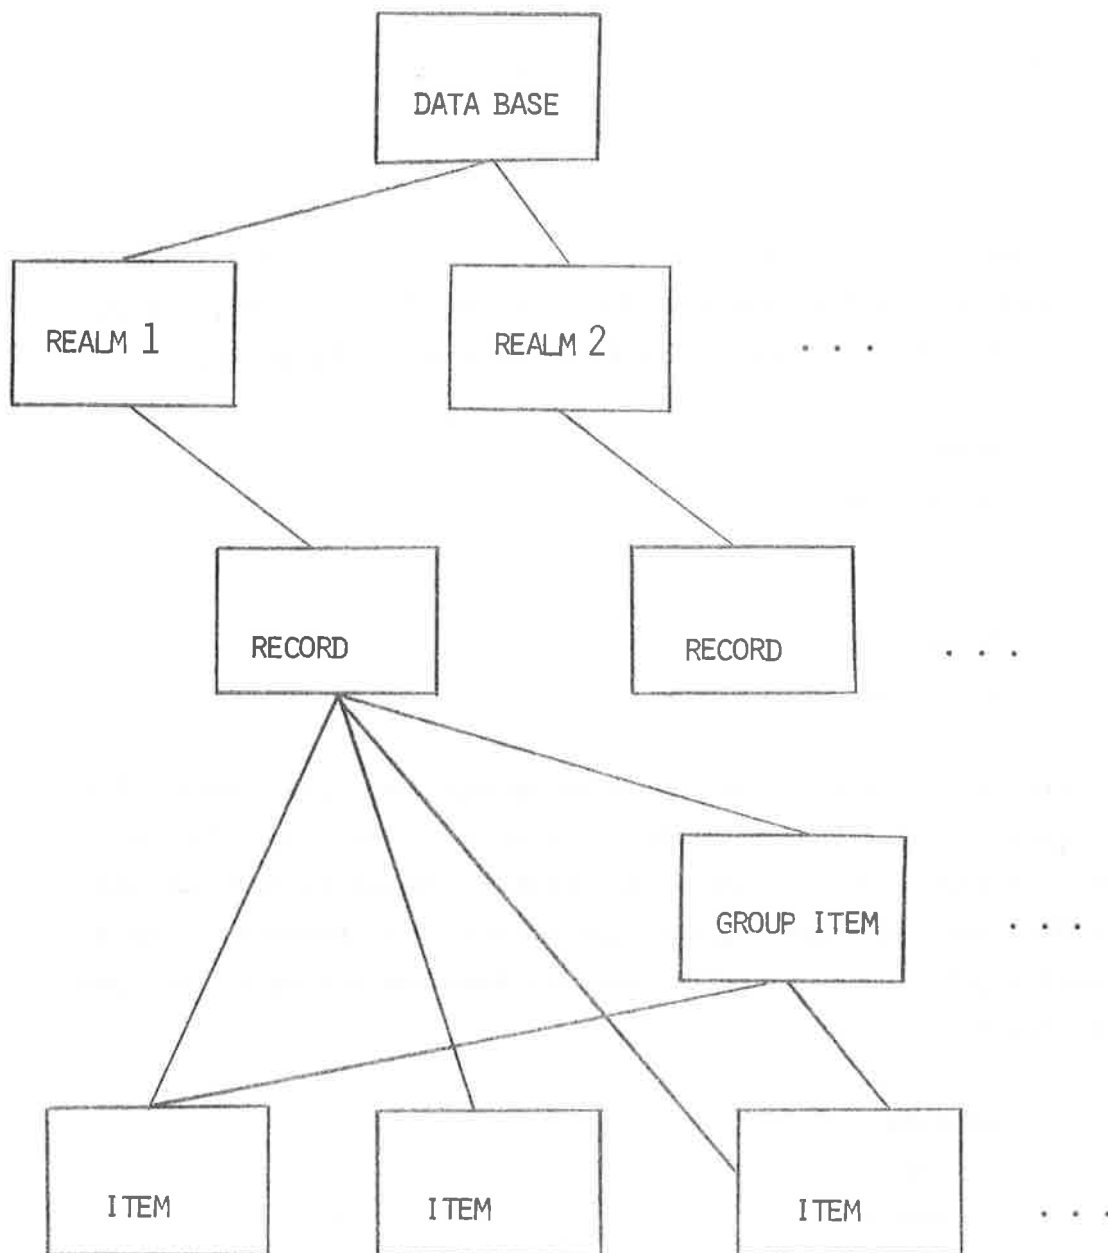 DATA BASE
REALM 1
REALM 2
. . .
RECORD
RECORD
. . .
GROUP ITEM
. . .
ITEM
ITEM
ITEM
. . .